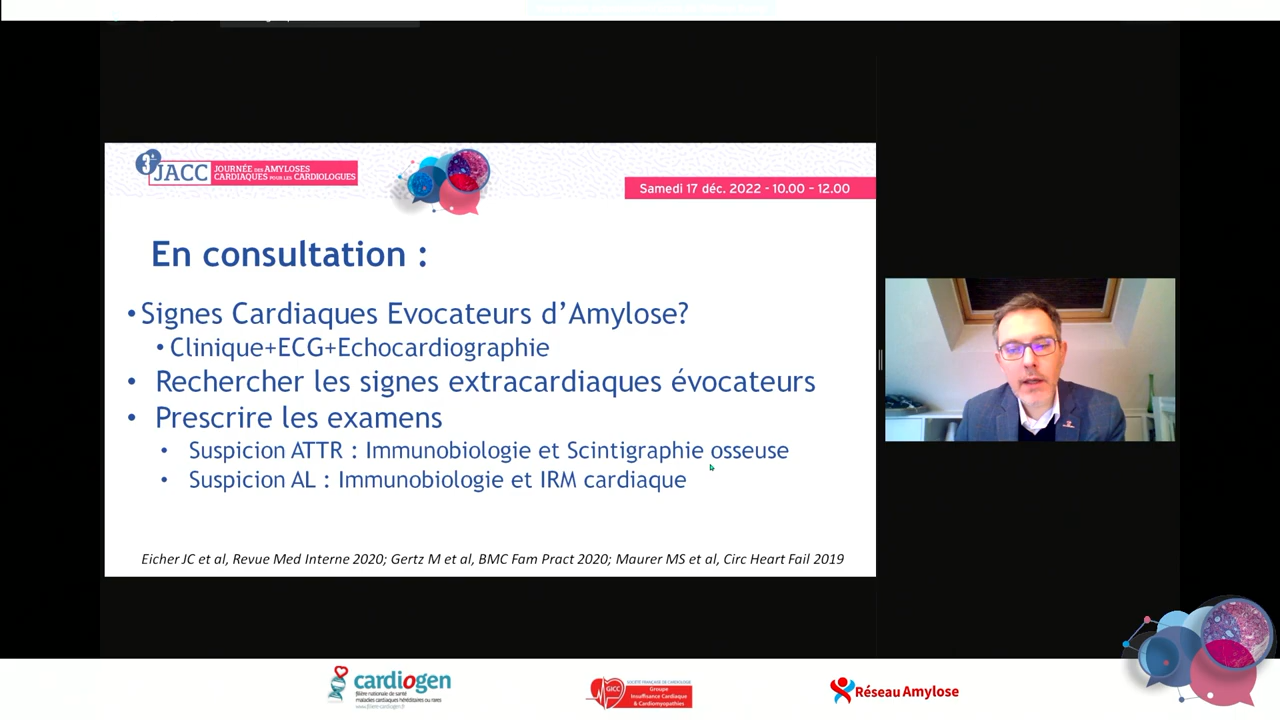 3e JACC JOURNÉE DES AMYLOSES
CARDIAQUES POUR LES CARDIOLOGUES
Samedi 17 déc. 2022 - 10.00 – 12.00
En consultation :
•Signes Cardiaques Evocateurs d’Amylose?
•Clinique+ECG+Echocardiographie
• Rechercher les signes extracardiaques évocateurs
• Prescrire les examens
• Suspicion ATTR : Immunobiologie et Scintigraphie osseuse
• Suspicion AL : Immunobiologie et IRM cardiaque
Eicher JC et al, Revue Med Interne 2020; Gertz M et al, BMC Fam Pract 2020; Maurer MS et al, Circ Heart Fail 2019
cardiogen
filière nationale de santé
maladies cardiaques héréditaires ou rares
www.filiere-cardiogen.fr
SOCIÉTÉ FRANÇAISE DE CARDIOLOGIE
GICC
Groupe
Insuffisance Cardiaque
& Cardiomyopathies
Réseau Amylose